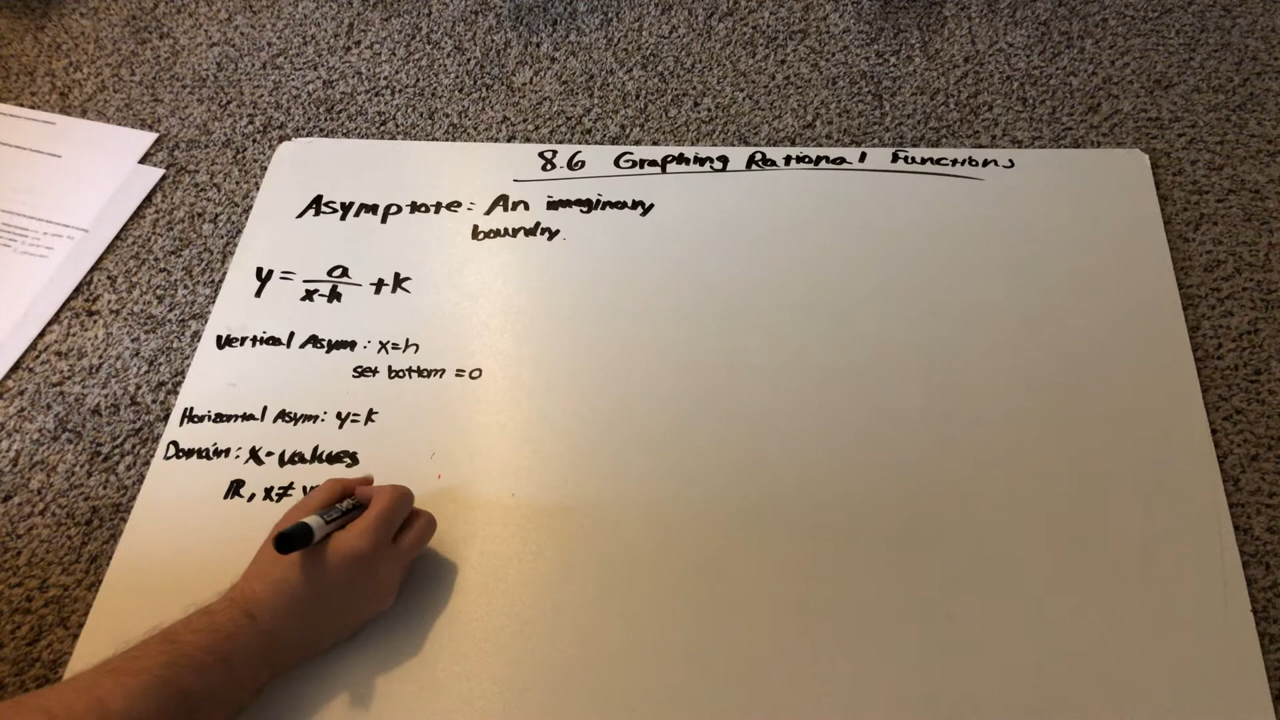 8.6 Graphing Rational Functions
Asymptote: An imaginary
boundry.
y = a/(x-h) + k
Vertical Asym: x=h
set bottom = 0
Horizontal Asym: y=k
Domain: x-values
ℝ, x≠